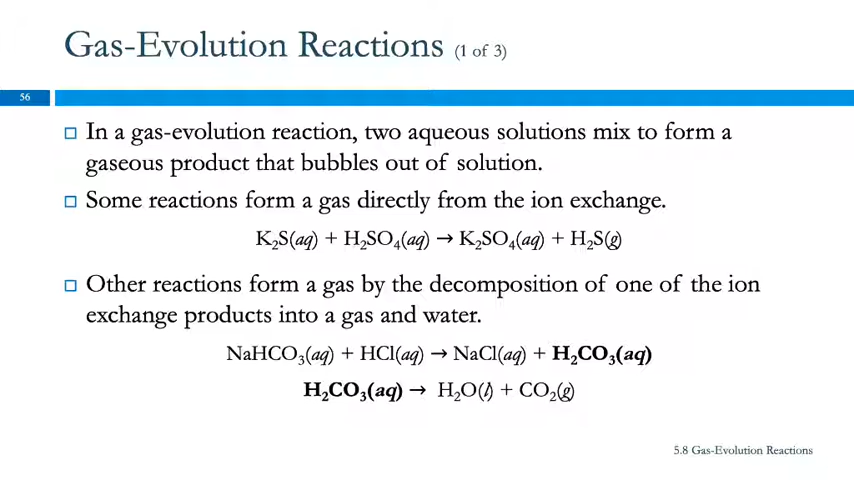 Gas-Evolution Reactions (1 of 3)
56
In a gas-evolution reaction, two aqueous solutions mix to form a
gaseous product that bubbles out of solution.
Some reactions form a gas directly from the ion exchange.
K₂S(aq) + H₂SO₄(aq) → K₂SO₄(aq) + H₂S(g)
Other reactions form a gas by the decomposition of one of the ion
exchange products into a gas and water.
NaHCO₃(aq) + HCl(aq) → NaCl(aq) + H₂CO₃(aq)
H₂CO₃(aq) → H₂O(l) + CO₂(g)
5.8 Gas-Evolution Reactions